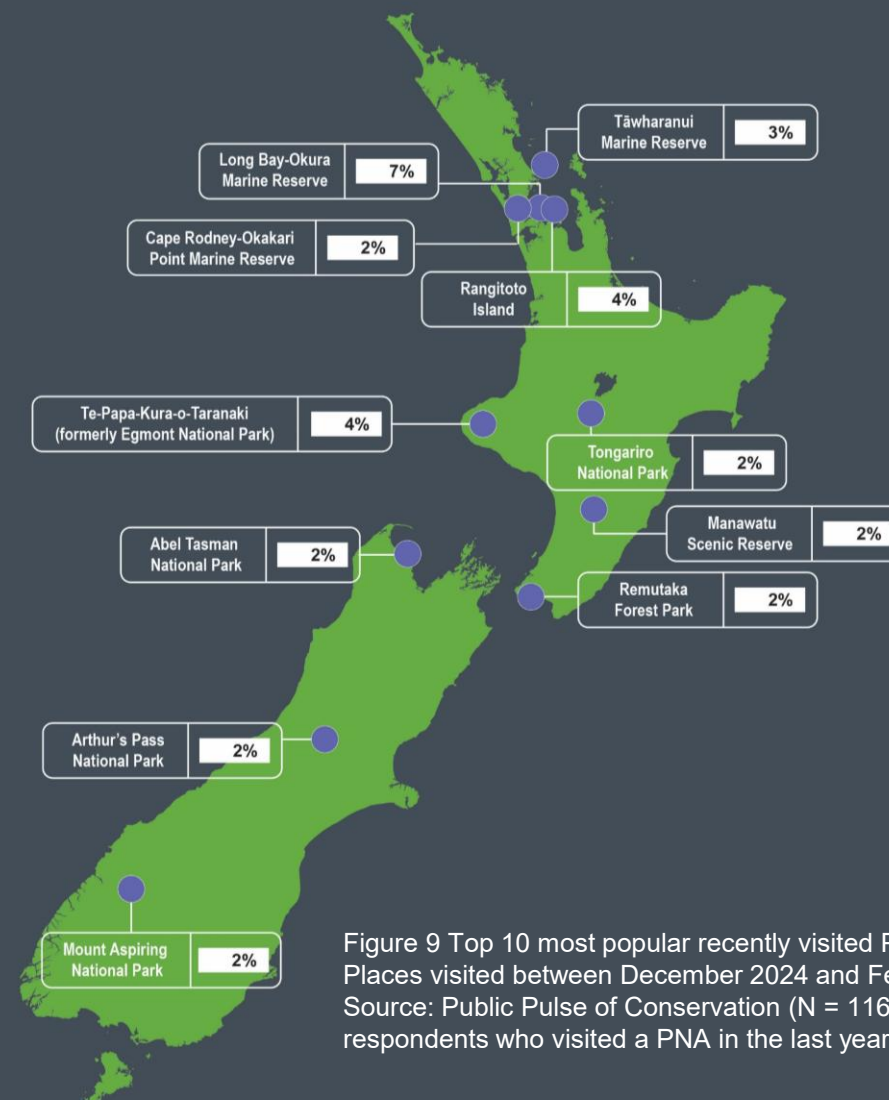 Tāwharanui
Marine Reserve
3%
Long Bay-Okura
Marine Reserve
7%
Cape Rodney-Okakari
Point Marine Reserve
2%
Rangitoto
Island
4%
Te-Papa-Kura-o-Taranaki
(formerly Egmont National Park)
4%
Tongariro
National Park
2%
Manawatu
Scenic Reserve
2%
Abel Tasman
National Park
2%
Remutaka
Forest Park
2%
Arthur's Pass
National Park
2%
Mount Aspiring
National Park
2%
Figure 9 Top 10 most popular recently visited
Places visited between December 2024 and
Source: Public Pulse of Conservation (N = 116
respondents who visited a PNA in the last year